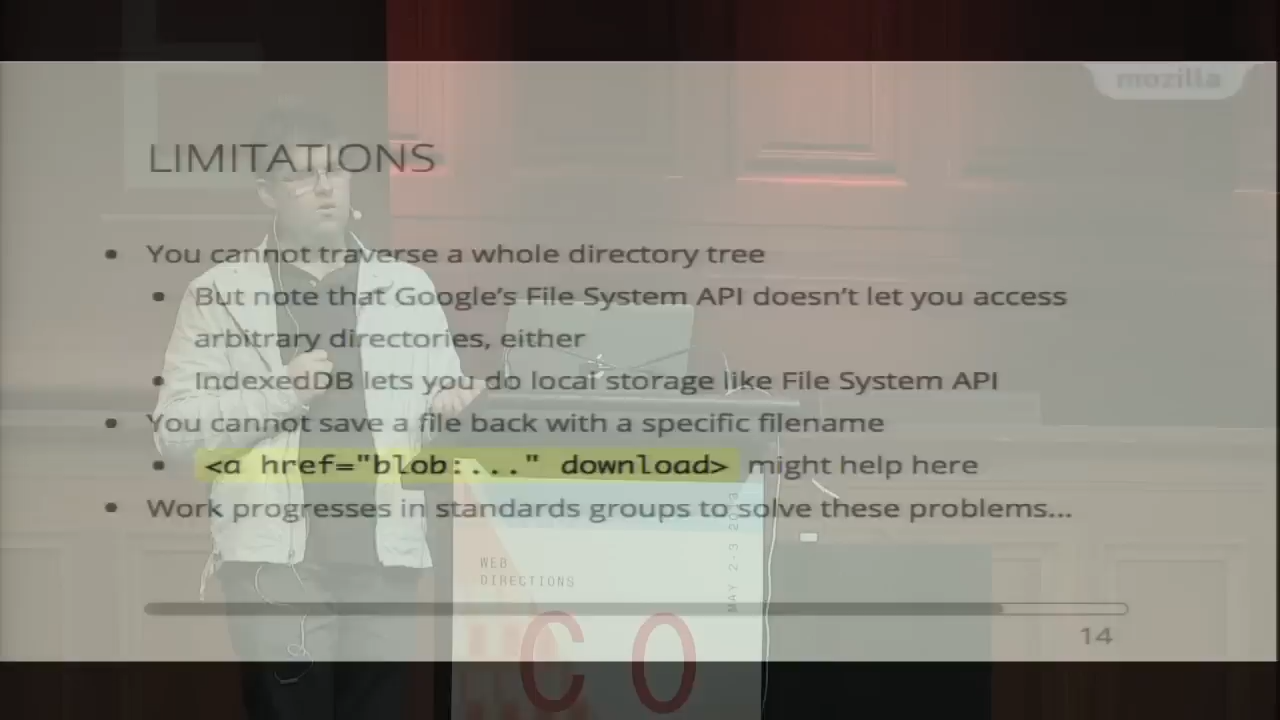 mozilla
LIMITATIONS
• You cannot traverse a whole directory tree
• But note that Google's File System API doesn't let you access
arbitrary directories, either
• IndexedDB lets you do local storage like File System API
• You cannot save a file back with a specific filename
• <a href="blob:..." download> might help here
• Work progresses in standards groups to solve these problems...
14
WEB
DIRECTIONS
MAY 2-3 2013
CO